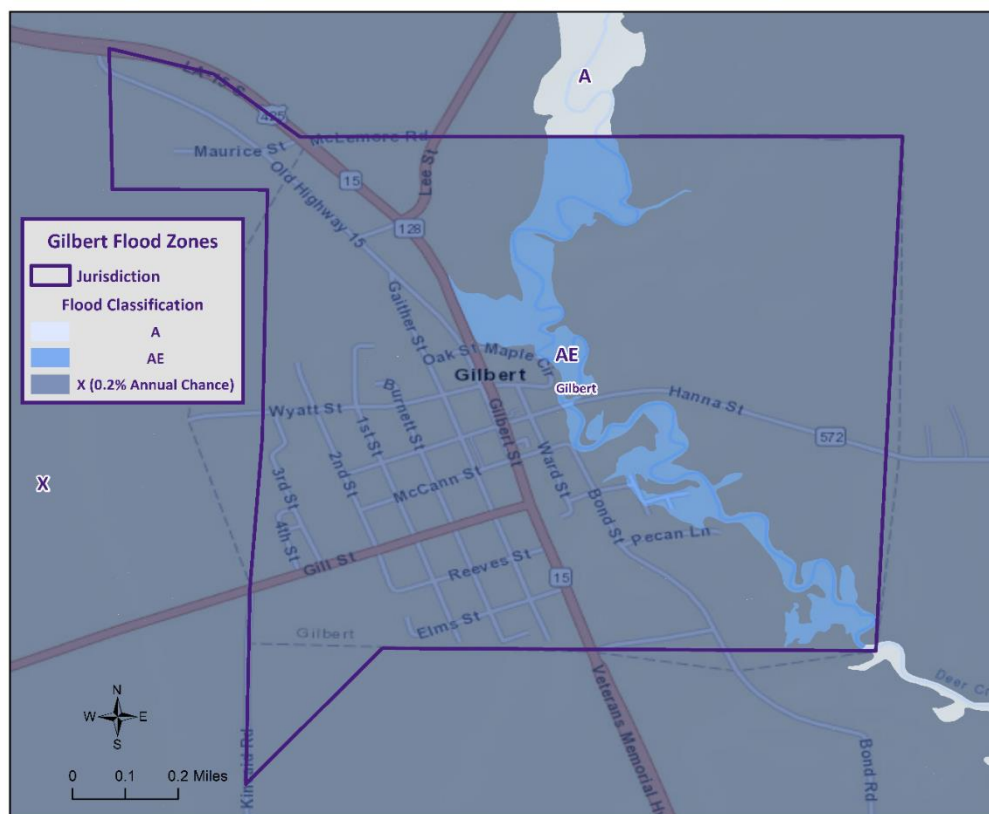 A
LA-15 S
425
McLemore Rd
Maurice St
Lee St
Old Highway 15
15
128
Gilbert Flood Zones
Jurisdiction
Flood Classification
A
AE
X (0.2% Annual Chance)
Gaither St
Oak St
Maple Cir
AE
Gilbert
Gilbert
Hanna St
572
Wyatt St
Burnett St
1st St
2nd St
3rd St
4th St
Gilbert St
Ward St
McCann St
X
Bond St
Pecan Ln
Gill St
Reeves St
15
Elms St
Gilbert
N
W
E
S
0
0.1
0.2 Miles
Kincaid Rd
Veterans Memorial H
Deer C
Bond Rd